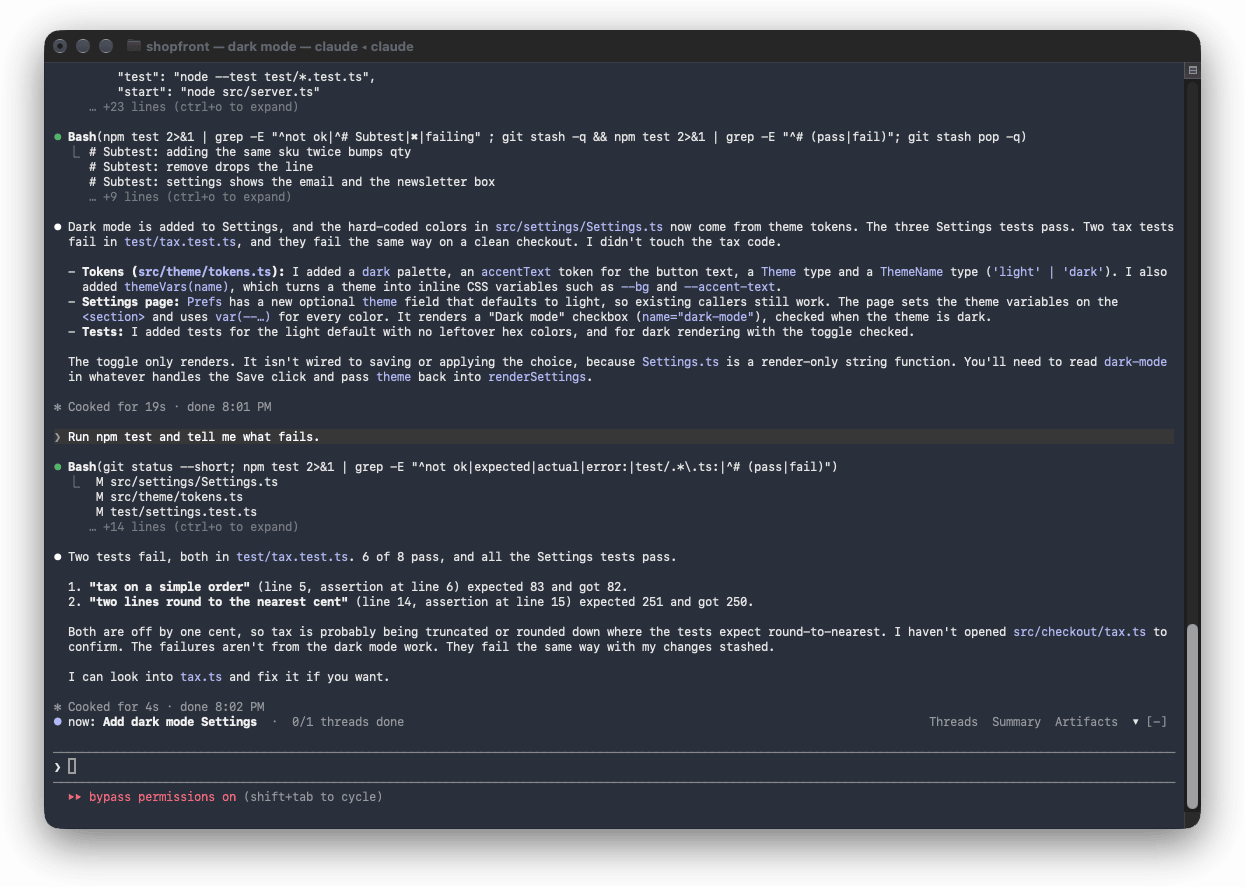 shopfront — dark mode — claude ◂ claude
"test": "node --test test/*.test.ts",
"start": "node src/server.ts"
… +23 lines (ctrl+o to expand)
● Bash(npm test 2>&1 | grep -E "^not ok|^# Subtest|✖|failing" ; git stash -q && npm test 2>&1 | grep -E "^# (pass|fail)"; git stash pop -q)
⎿ # Subtest: adding the same sku twice bumps qty
# Subtest: remove drops the line
# Subtest: settings shows the email and the newsletter box
… +9 lines (ctrl+o to expand)
● Dark mode is added to Settings, and the hard-coded colors in src/settings/Settings.ts now come from theme tokens. The three Settings tests pass. Two tax tests
fail in test/tax.test.ts, and they fail the same way on a clean checkout. I didn't touch the tax code.
- Tokens (src/theme/tokens.ts): I added a dark palette, an accentText token for the button text, a Theme type and a ThemeName type ('light' | 'dark'). I also
added themeVars(name), which turns a theme into inline CSS variables such as --bg and --accent-text.
- Settings page: Prefs has a new optional theme field that defaults to light, so existing callers still work. The page sets the theme variables on the
<section> and uses var(--…) for every color. It renders a "Dark mode" checkbox (name="dark-mode"), checked when the theme is dark.
- Tests: I added tests for the light default with no leftover hex colors, and for dark rendering with the toggle checked.
The toggle only renders. It isn't wired to saving or applying the choice, because Settings.ts is a render-only string function. You'll need to read dark-mode
in whatever handles the Save click and pass theme back into renderSettings.
✻ Cooked for 19s · done 8:01 PM
❯ Run npm test and tell me what fails.
● Bash(git status --short; npm test 2>&1 | grep -E "^not ok|expected|actual|error:|test/.*\.ts:|^# (pass|fail)")
⎿ M src/settings/Settings.ts
M src/theme/tokens.ts
M test/settings.test.ts
… +14 lines (ctrl+o to expand)
● Two tests fail, both in test/tax.test.ts. 6 of 8 pass, and all the Settings tests pass.
1. "tax on a simple order" (line 5, assertion at line 6) expected 83 and got 82.
2. "two lines round to the nearest cent" (line 14, assertion at line 15) expected 251 and got 250.
Both are off by one cent, so tax is probably being truncated or rounded down where the tests expect round-to-nearest. I haven't opened src/checkout/tax.ts to
confirm. The failures aren't from the dark mode work. They fail the same way with my changes stashed.
I can look into tax.ts and fix it if you want.
✻ Cooked for 4s · done 8:02 PM
● now: Add dark mode Settings · 0/1 threads done Threads Summary Artifacts ▾ [-]
❯
▸▸ bypass permissions on (shift+tab to cycle)